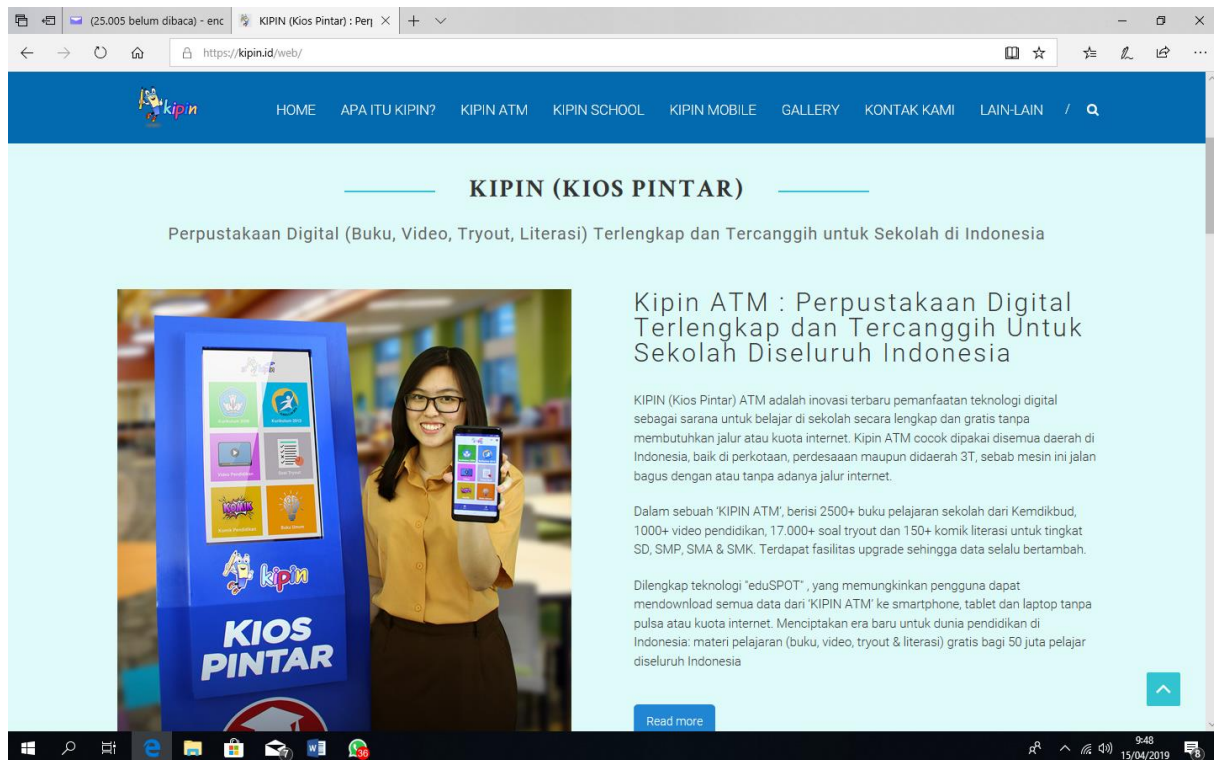 (25.005 belum dibaca) - enc
KIPIN (Kios Pintar) : Perp
https://kipin.id/web/
kipin
HOME APA ITU KIPIN? KIPIN ATM KIPIN SCHOOL KIPIN MOBILE GALLERY KONTAK KAMI LAIN-LAIN /
KIPIN (KIOS PINTAR)
Perpustakaan Digital (Buku, Video, Tryout, Literasi) Terlengkap dan Tercanggih untuk Sekolah di Indonesia
Kipin ATM : Perpustakaan Digital
Terlengkap dan Tercanggih Untuk
Sekolah Diseluruh Indonesia
KIPIN (Kios Pintar) ATM adalah inovasi terbaru pemanfaatan teknologi digital
sebagai sarana untuk belajar di sekolah secara lengkap dan gratis tanpa
membutuhkan jalur atau kuota internet. Kipin ATM cocok dipakai disemua daerah di
Indonesia, baik di perkotaan, perdesaaan maupun didaerah 3T, sebab mesin ini jalan
bagus dengan atau tanpa adanya jalur internet.
Dalam sebuah 'KIPIN ATM', berisi 2500+ buku pelajaran sekolah dari Kemdikbud,
1000+ video pendidikan, 17.000+ soal tryout dan 150+ komik literasi untuk tingkat
SD, SMP, SMA & SMK. Terdapat fasilitas upgrade sehingga data selalu bertambah.
Dilengkap teknologi "eduSPOT" , yang memungkinkan pengguna dapat
mendownload semua data dari 'KIPIN ATM' ke smartphone, tablet dan laptop tanpa
pulsa atau kuota internet. Menciptakan era baru untuk dunia pendidikan di
Indonesia: materi pelajaran (buku, video, tryout & literasi) gratis bagi 50 juta pelajar
diseluruh Indonesia
Read more
kipin
KIOS
PINTAR
9:48
15/04/2019